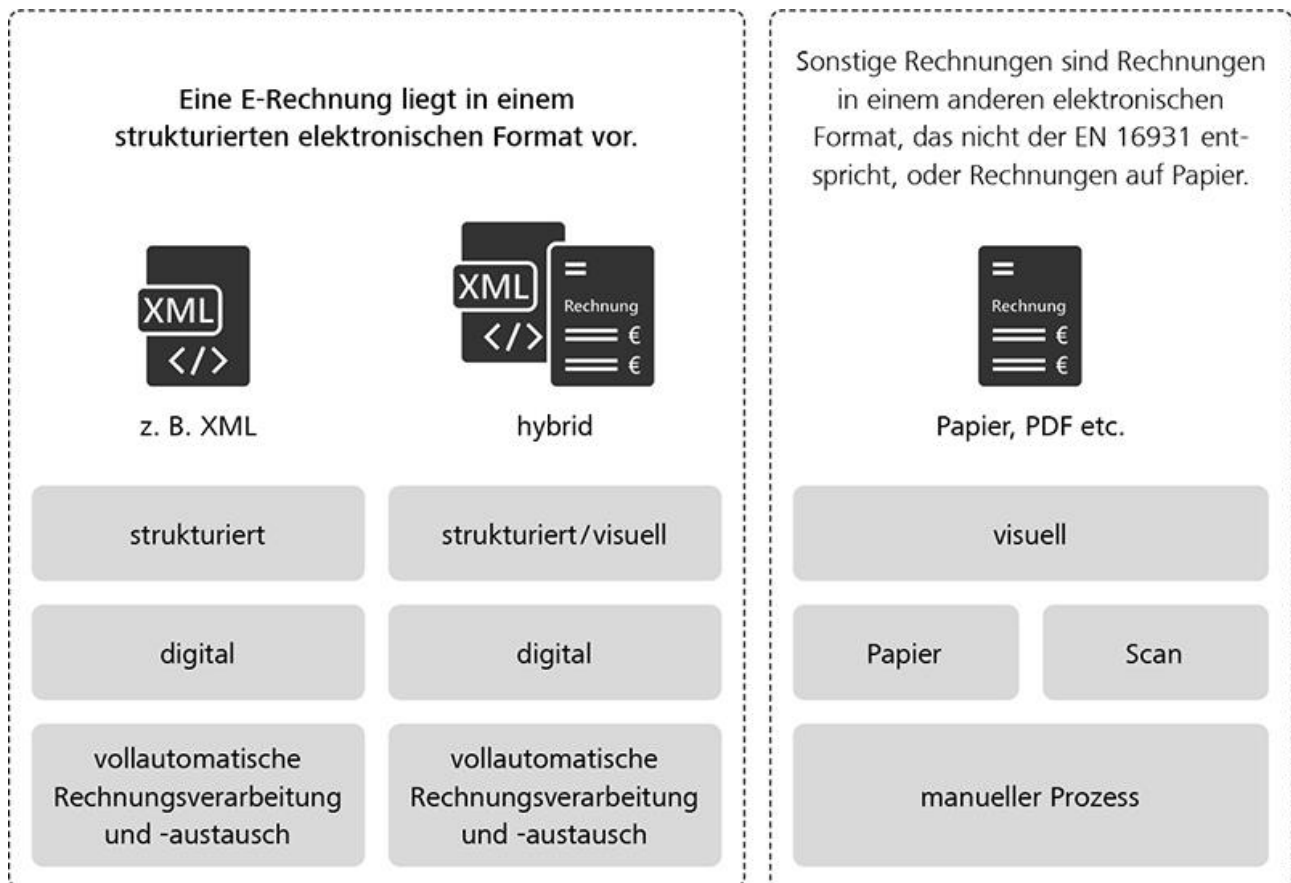 Eine E-Rechnung liegt in einem
strukturierten elektronischen Format vor.
XML
</>
z. B. XML
XML
</>
Rechnung
€
€
hybrid
strukturiert
strukturiert/visuell
digital
digital
vollautomatische
Rechnungsverarbeitung
und -austausch
vollautomatische
Rechnungsverarbeitung
und -austausch
Sonstige Rechnungen sind Rechnungen
in einem anderen elektronischen
Format, das nicht der EN 16931 ent-
spricht, oder Rechnungen auf Papier.
Rechnung
€
€
Papier, PDF etc.
visuell
Papier
Scan
manueller Prozess